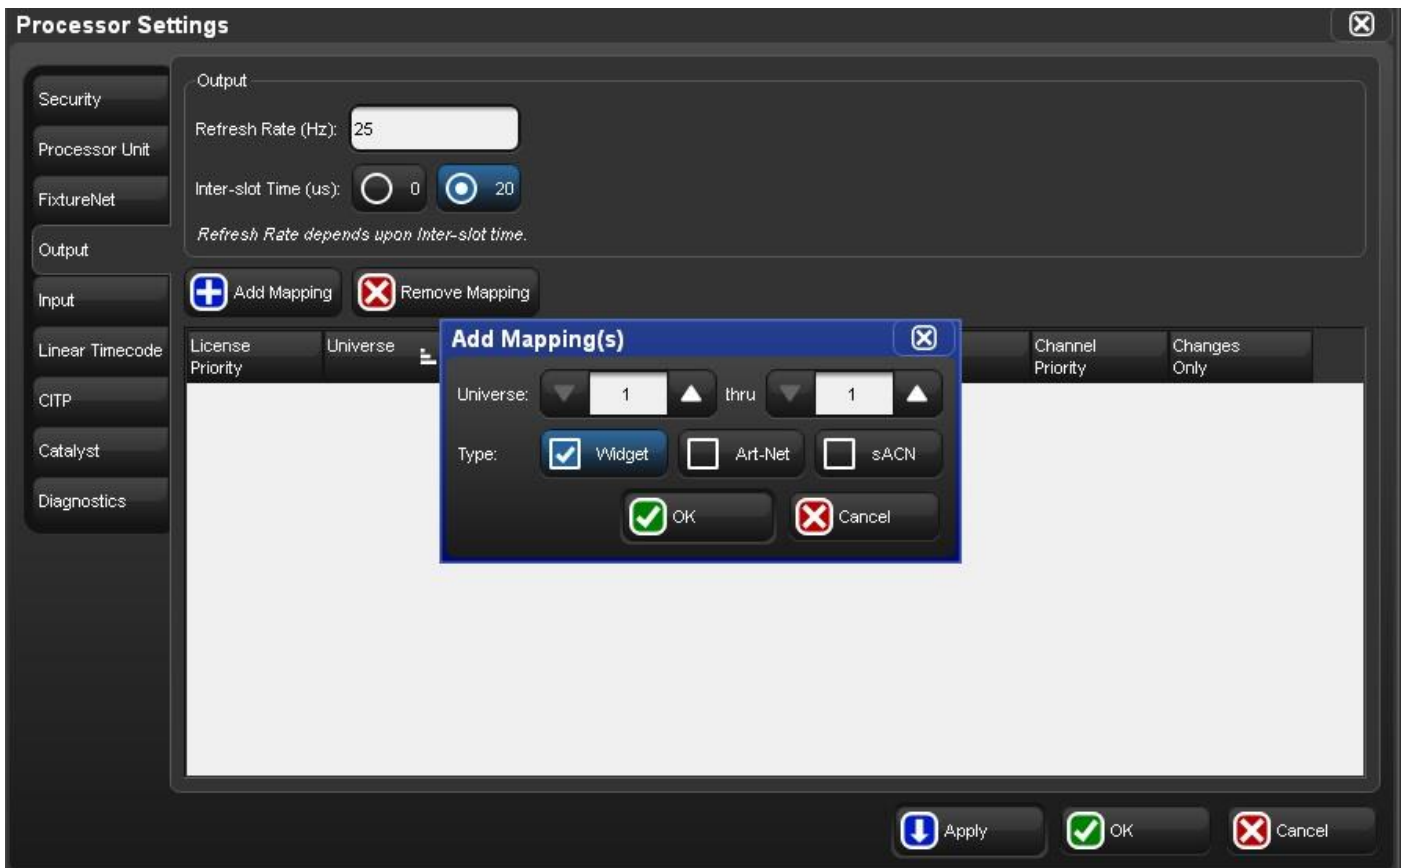 Processor Settings
Security
Processor Unit
FixtureNet
Output
Input
Linear Timecode
CITP
Catalyst
Diagnostics
Output
Refresh Rate (Hz): 25
Inter-slot Time (us): 0 20
Refresh Rate depends upon Inter-slot time.
Add Mapping Remove Mapping
License Priority Universe Channel Priority Changes Only
Add Mapping(s)
Universe: 1 thru 1
Type: Widget Art-Net sACN
OK Cancel
Apply OK Cancel